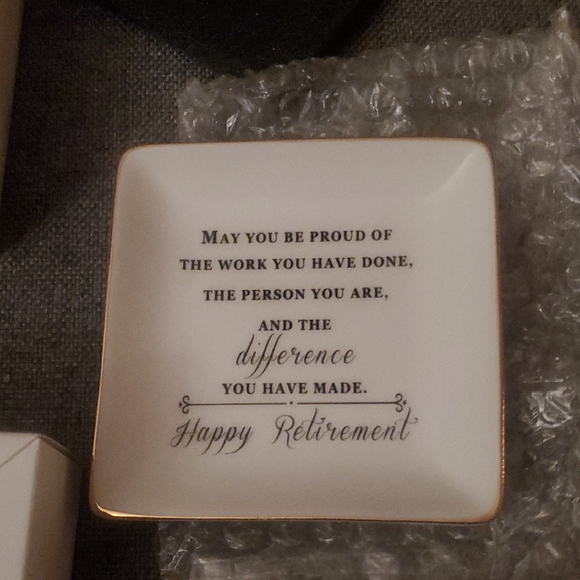 MAY YOU BE PROUD OF
THE WORK YOU HAVE DONE,
THE PERSON YOU ARE,
AND THE
difference
YOU HAVE MADE.
Happy Retirement